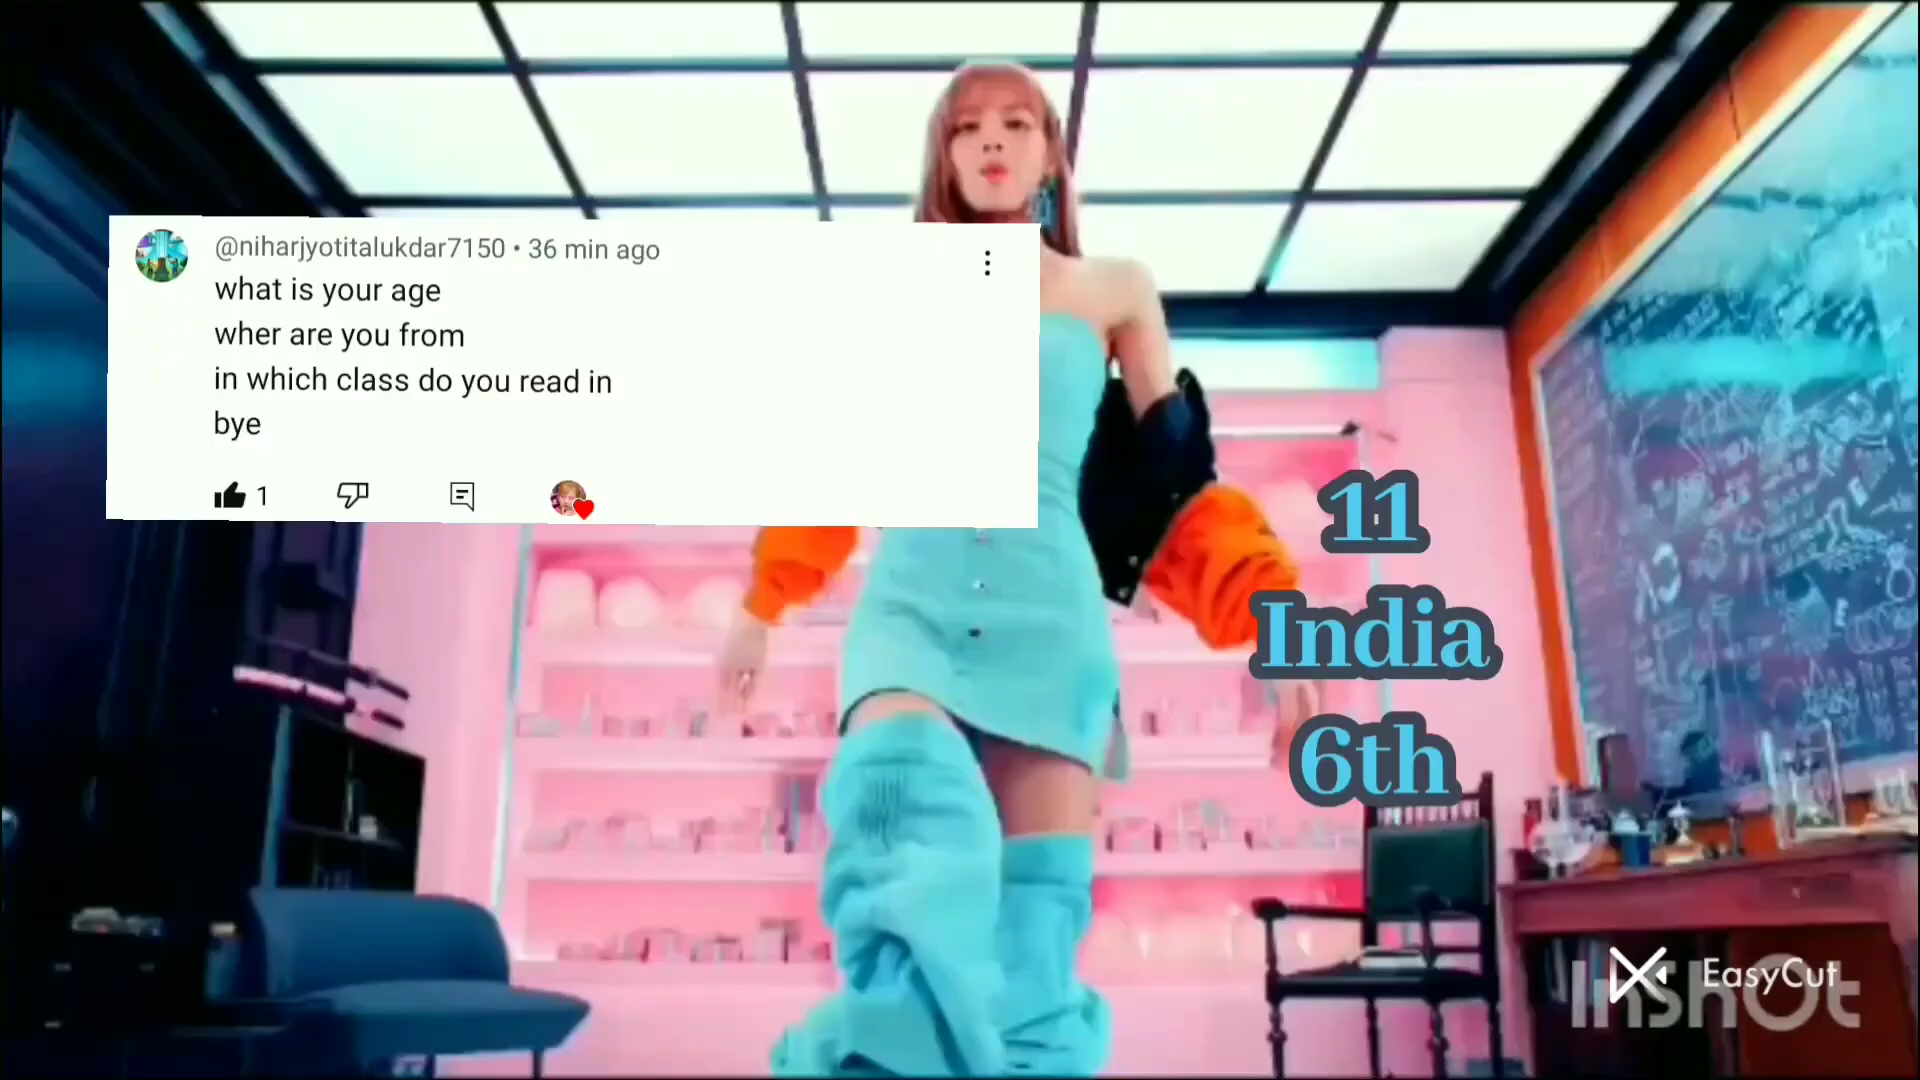 @niharjyotitalukdar7150 • 36 min ago
what is your age
wher are you from
in which class do you read in
bye
1
11
India
6th
EasyCut
InShOt